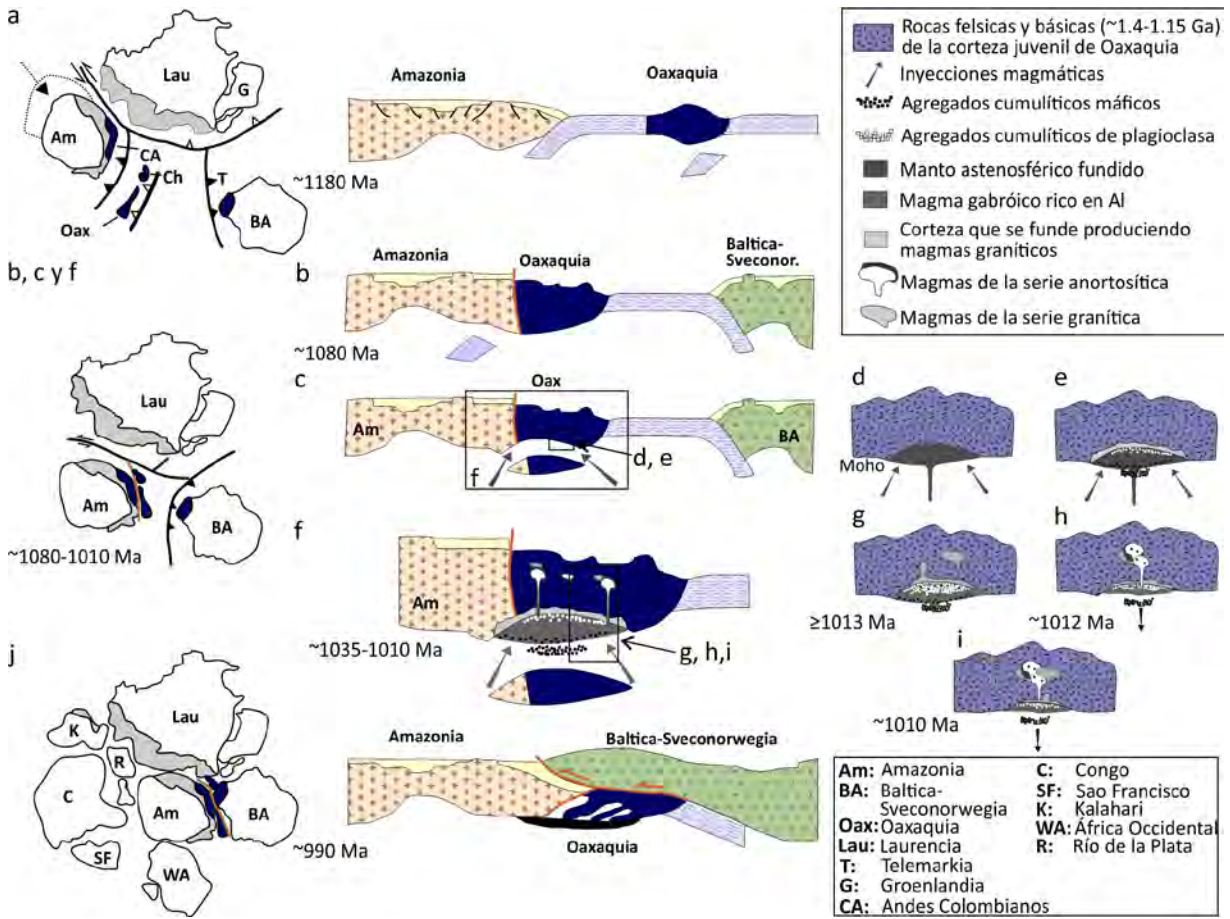 a
Lau
G
Am
CA
Ch
T
BA
Oax
~1180 Ma
Amazonia
Oaxaquia
Rocas felsicas y básicas (~1.4-1.15 Ga)
de la corteza juvenil de Oaxaquia
Inyecciones magmáticas
Agregados cumulíticos máficos
Agregados cumulíticos de plagioclasa
Manto astenosférico fundido
Magma gabróico rico en Al
Corteza que se funde produciendo
magmas graníticos
Magmas de la serie anortosítica
Magmas de la serie granítica
b, c y f
Lau
Am
BA
~1080-1010 Ma
b
Amazonia
Oaxaquia
Baltica-
Sveconor.
~1080 Ma
c
Oax
Am
BA
f
d, e
d
e
Moho
f
Am
~1035-1010 Ma
g, h,i
g
h
≥1013 Ma
~1012 Ma
i
~1010 Ma
j
K
Lau
R
C
Am
BA
SF
WA
~990 Ma
Amazonia
Baltica-Sveconorwegia
Oaxaquia
Am: Amazonia
BA: Baltica-
Sveconorwegia
Oax: Oaxaquia
Lau: Laurencia
T: Telemarkia
G: Groenlandia
CA: Andes Colombianos
C: Congo
SF: Sao Francisco
K: Kalahari
WA: África Occidental
R: Río de la Plata